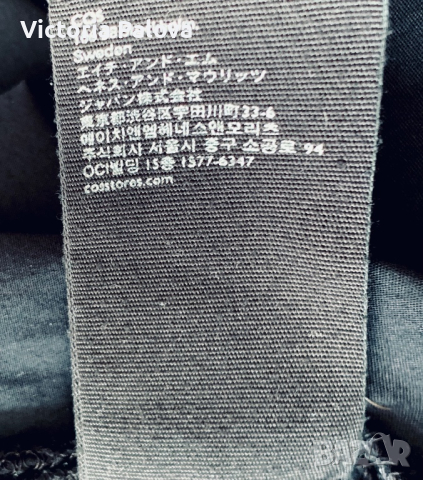 Victoria Dalova
COS
Sweden
エイチ・アンド・エム
ヘネス・アンド・マウリッツ
ジャパン株式会社
東京都渋谷区宇田川町33-6
에이치앤엠헤네스앤모리츠
주식회사 서울시 중구 소공로 94
OCI빌딩 15층 1577-6347
cosstores.com
BAZAR